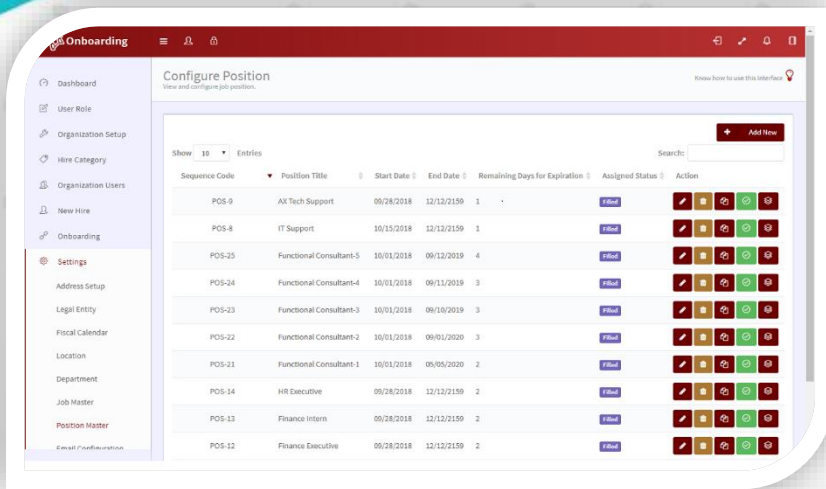 Onboarding
Configure Position
View and configure job position.
Know how to use this Interface
Dashboard
User Role
Organization Setup
Hire Category
Organization Users
New Hire
Onboarding
Settings
Address Setup
Legal Entity
Fiscal Calendar
Location
Department
Job Master
Position Master
Email Configuration
+ Add New
Show 10 Entries Search:
Sequence Code Position Title Start Date End Date Remaining Days for Expiration Assigned Status Action
POS-9 AX Tech Support 09/28/2018 12/12/2159 1 Filled
POS-8 IT Support 10/15/2018 12/12/2159 1 Filled
POS-25 Functional Consultant-5 10/01/2018 09/12/2019 4 Filled
POS-24 Functional Consultant-4 10/01/2018 09/11/2019 3 Filled
POS-23 Functional Consultant-3 10/01/2018 09/10/2019 3 Filled
POS-22 Functional Consultant-2 10/01/2018 09/01/2020 3 Filled
POS-21 Functional Consultant-1 10/01/2018 05/05/2020 2 Filled
POS-14 HR Executive 09/28/2018 12/12/2159 2 Filled
POS-13 Finance Intern 09/28/2018 12/12/2159 2 Filled
POS-12 Finance Executive 09/28/2018 12/12/2159 2 Filled